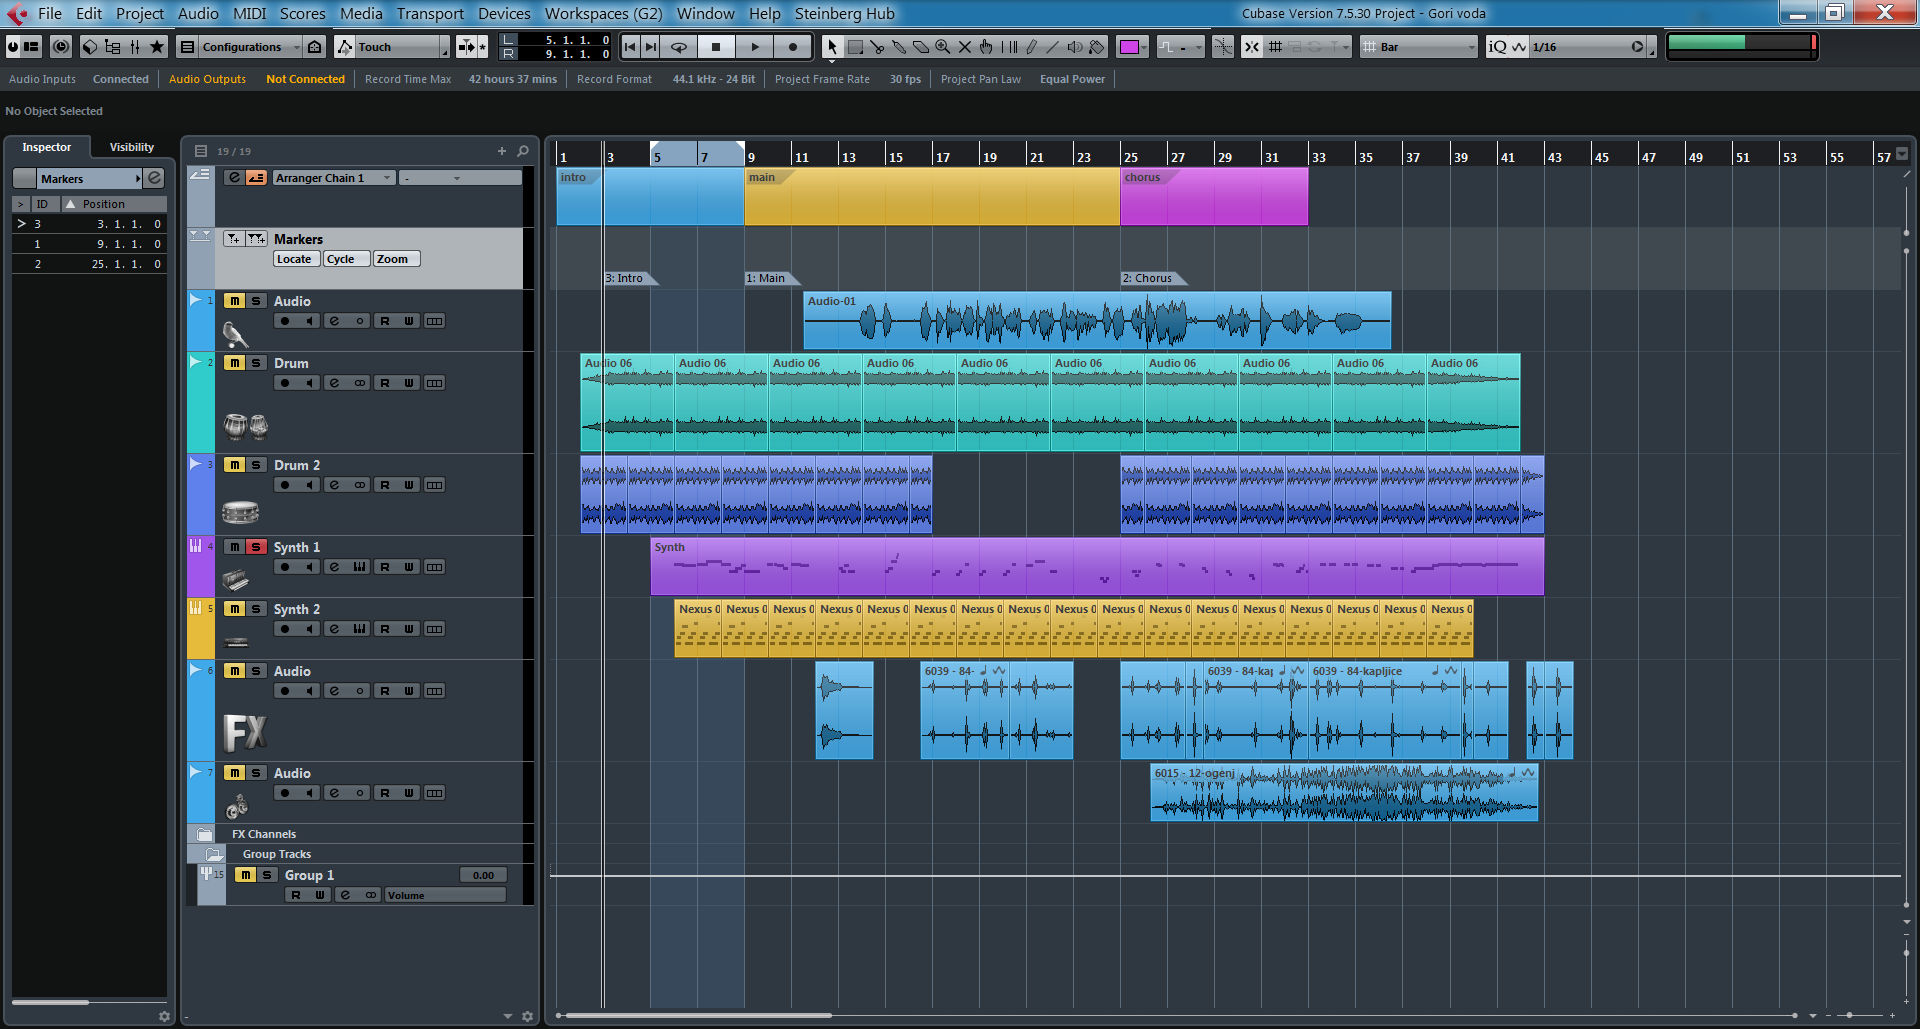 File Edit Project Audio MIDI Scores Media Transport Devices Workspaces (G2) Window Help Steinberg Hub Cubase Version 7.5.30 Project - Gori voda
Configurations Touch L 5. 1. 1. 0 Bar iQ 1/16
R 9. 1. 1. 0
Audio Inputs Connected Audio Outputs Not Connected Record Time Max 42 hours 37 mins Record Format 44.1 kHz - 24 Bit Project Frame Rate 30 fps Project Pan Law Equal Power
No Object Selected
Inspector Visibility 19 / 19
1 3 5 7 9 11 13 15 17 19 21 23 25 27 29 31 33 35 37 39 41 43 45 47 49 51 53 55 57
Markers e Arranger Chain 1 - intro main chorus
> ID Position
> 3 3. 1. 1. 0
1 9. 1. 1. 0
2 25. 1. 1. 0
Markers
Locate Cycle Zoom
3: Intro 1: Main 2: Chorus
1 m s Audio Audio-01
e R W
2 m s Drum Audio 06 Audio 06 Audio 06 Audio 06 Audio 06 Audio 06 Audio 06 Audio 06 Audio 06 Audio 06
e R W
3 m s Drum 2
e R W
4 m s Synth 1 Synth
e R W
5 m s Synth 2 Nexus 0 Nexus 0 Nexus 0 Nexus 0 Nexus 0 Nexus 0 Nexus 0 Nexus 0 Nexus 0 Nexus 0 Nexus 0 Nexus 0 Nexus 0 Nexus 0 Nexus 0 Nexus 0 Nexus 0
e R W
6 m s Audio 6039 - 84- 6039 - 84-kap 6039 - 84-kapljice
e R W
FX
7 m s Audio 6015 - 12-ogenj
e R W
FX Channels
Group Tracks
15 m s Group 1 0.00
R W e Volume